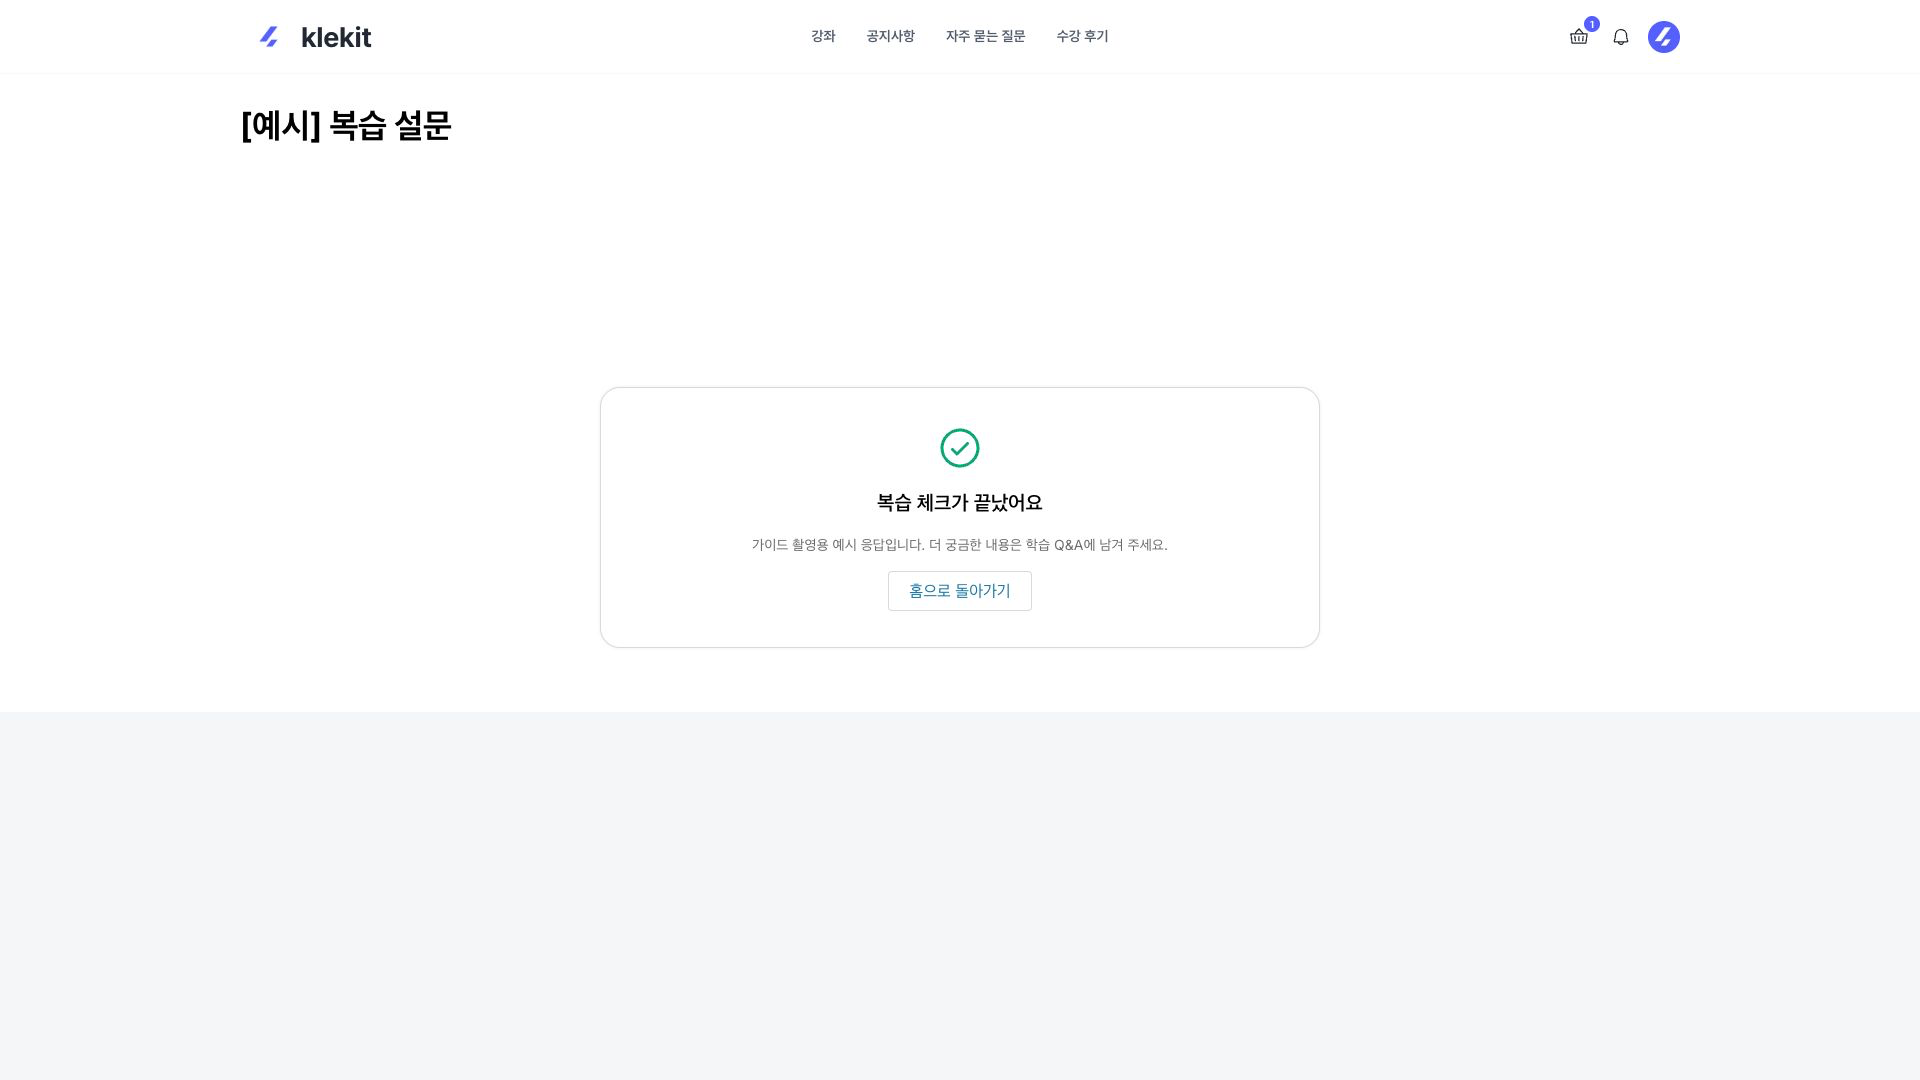 klekit
강좌
공지사항
자주 묻는 질문
수강 후기
1
[예시] 복습 설문
복습 체크가 끝났어요
가이드 촬영용 예시 응답입니다. 더 궁금한 내용은 학습 Q&A에 남겨 주세요.
홈으로 돌아가기